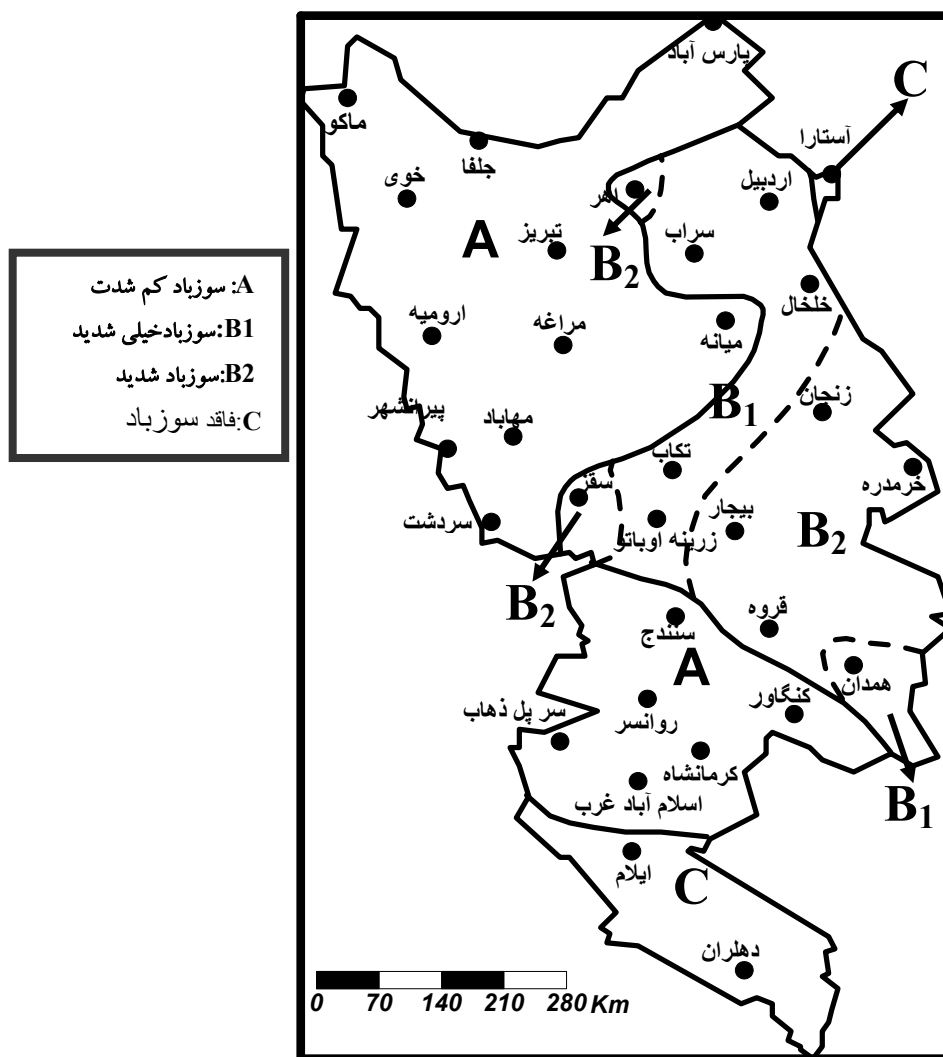 A: سوزباد کم شدت
B1:سوزبادخیلی شدید
B2:سوزباد شدید
C:فاقد سوزباد
پارس آباد
C
ماکو
آستارا
جلفا
خوی
اهر
اردبیل
A
تبریز
سراب
B2
خلخال
ارومیه
مراغه
میانه
B1
زنجان
پیرانشهر
مهاباد
تکاب
خرمدره
سقز
سردشت
زرینه اوباتو
بیجار
B2
B2
سنندج
قروه
A
همدان
روانسر
کنگاور
سر پل ذهاب
کرمانشاه
اسلام آباد غرب
B1
ایلام
C
دهلران
0 70 140 210 280 Km